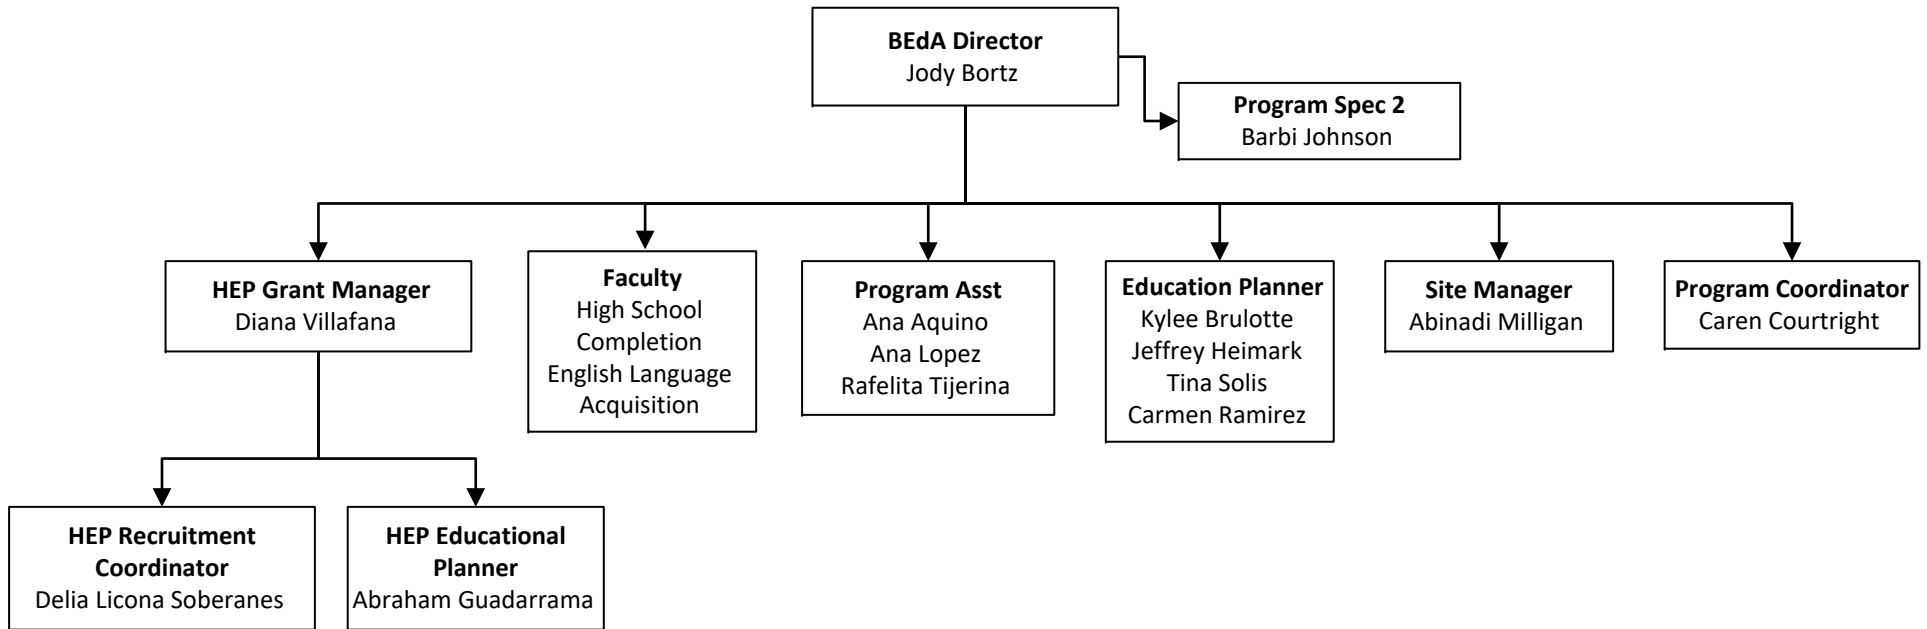 BEdA Director
Jody Bortz
Program Spec 2
Barbi Johnson
HEP Grant Manager
Diana Villafana
Faculty
High School
Completion
English Language
Acquisition
Program Asst
Ana Aquino
Ana Lopez
Rafelita Tijerina
Education Planner
Kylee Brulotte
Jeffrey Heimark
Tina Solis
Carmen Ramirez
Site Manager
Abinadi Milligan
Program Coordinator
Caren Courtright
HEP Recruitment
Coordinator
Delia Licona Soberanes
HEP Educational
Planner
Abraham Guadarrama